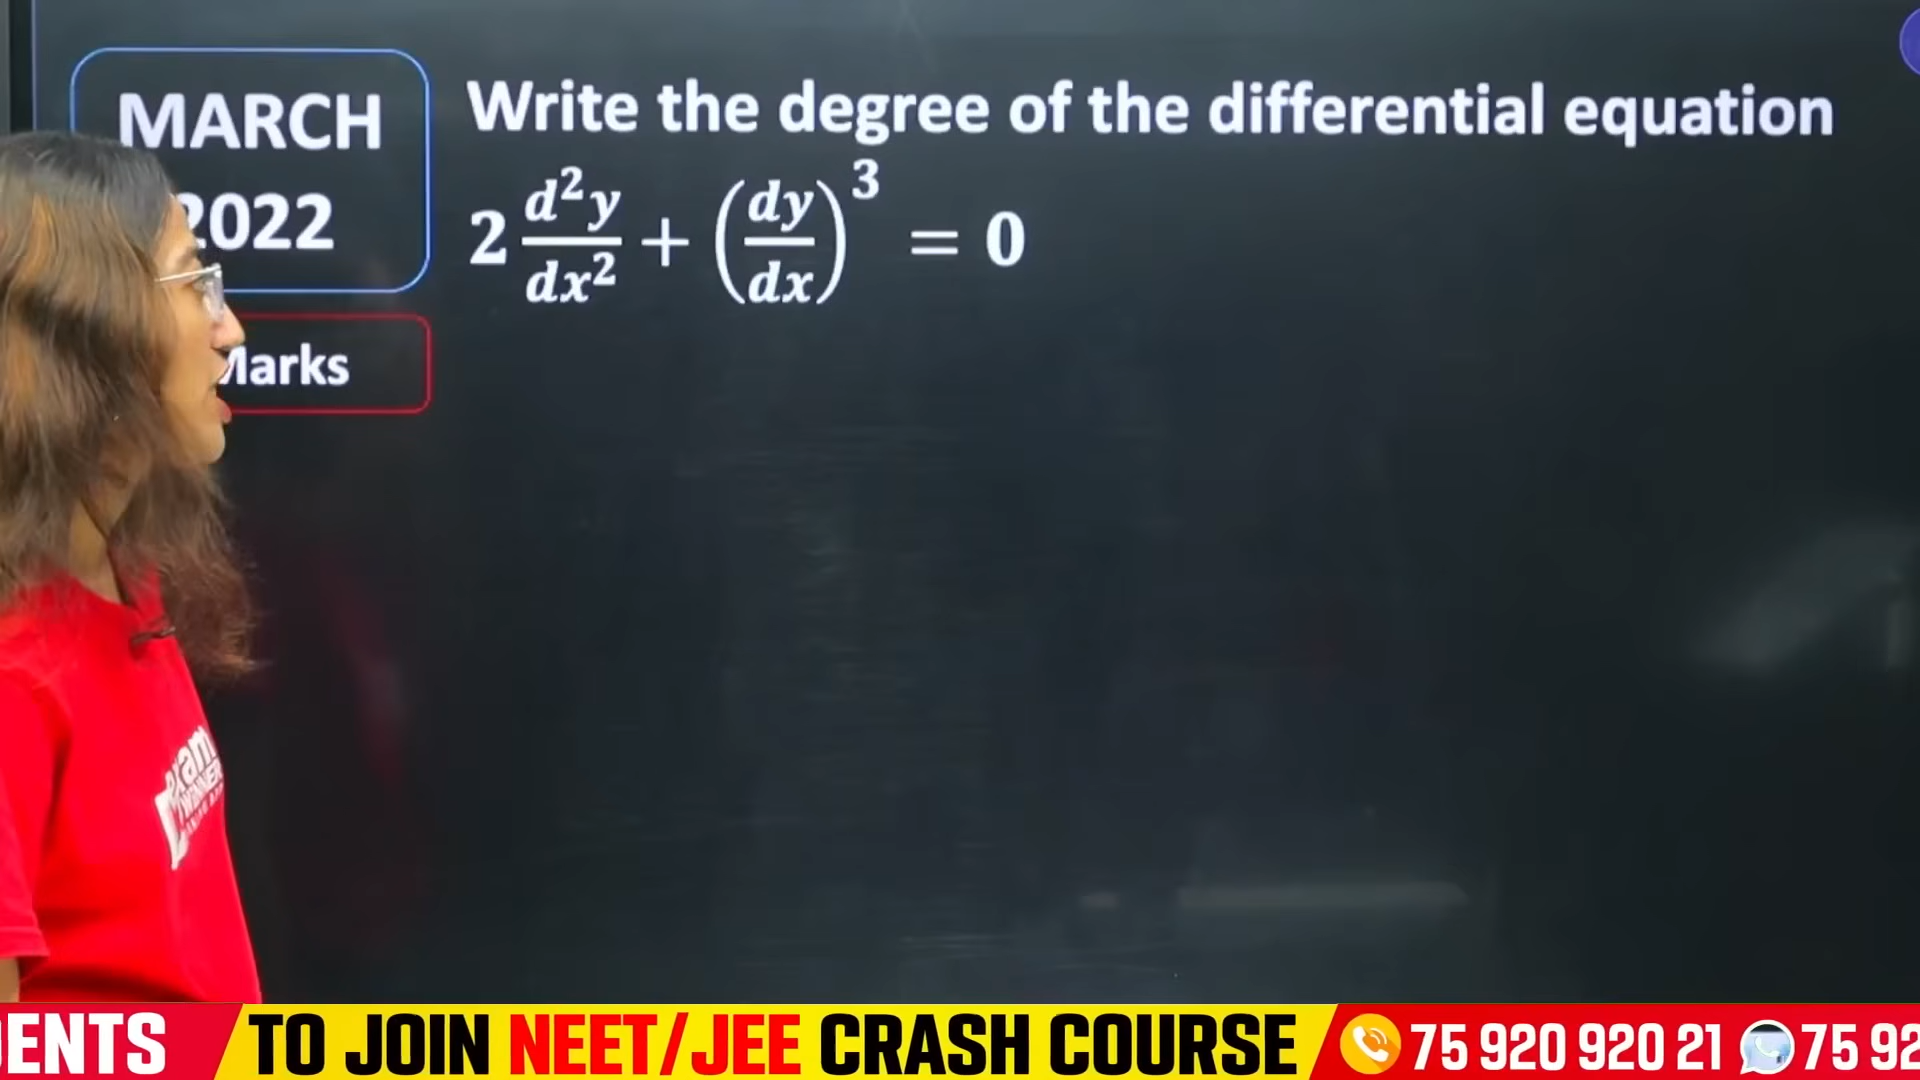 MARCH
2022
Marks
Write the degree of the differential equation
2 d²y/dx² + (dy/dx)³ = 0
TO JOIN NEET/JEE CRASH COURSE
75 920 920 21
75 92